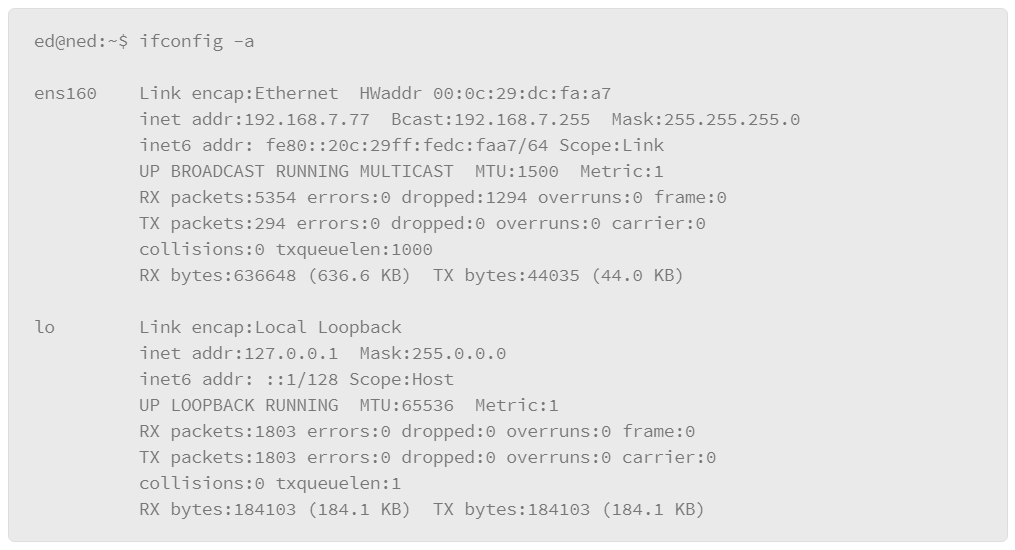 ed@ned:~$ ifconfig -a
ens160 Link encap:Ethernet HWaddr 00:0c:29:dc:fa:a7
inet addr:192.168.7.77 Bcast:192.168.7.255 Mask:255.255.255.0
inet6 addr: fe80::20c:29ff:fedc:faa7/64 Scope:Link
UP BROADCAST RUNNING MULTICAST MTU:1500 Metric:1
RX packets:5354 errors:0 dropped:1294 overruns:0 frame:0
TX packets:294 errors:0 dropped:0 overruns:0 carrier:0
collisions:0 txqueuelen:1000
RX bytes:636648 (636.6 KB) TX bytes:44035 (44.0 KB)
lo Link encap:Local Loopback
inet addr:127.0.0.1 Mask:255.0.0.0
inet6 addr: ::1/128 Scope:Host
UP LOOPBACK RUNNING MTU:65536 Metric:1
RX packets:1803 errors:0 dropped:0 overruns:0 frame:0
TX packets:1803 errors:0 dropped:0 overruns:0 carrier:0
collisions:0 txqueuelen:1
RX bytes:184103 (184.1 KB) TX bytes:184103 (184.1 KB)